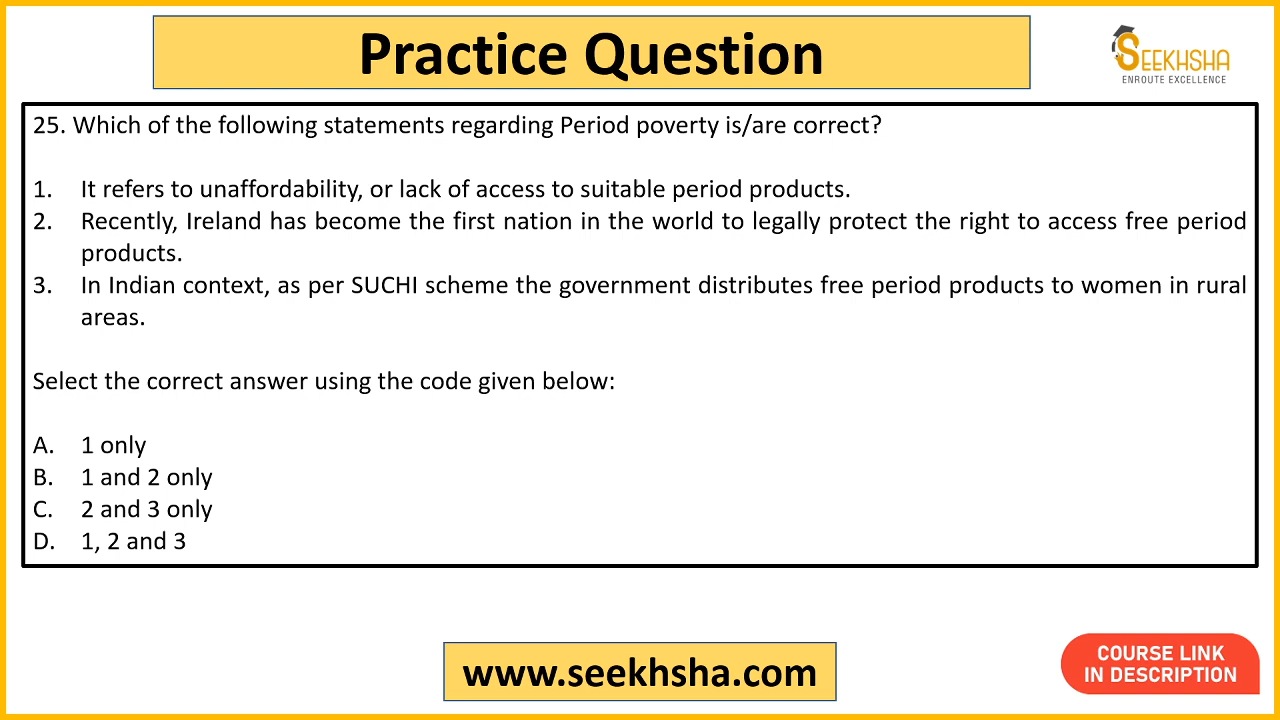 Practice Question
SEEKHSHA
ENROUTE EXCELLENCE
25. Which of the following statements regarding Period poverty is/are correct?
1. It refers to unaffordability, or lack of access to suitable period products.
2. Recently, Ireland has become the first nation in the world to legally protect the right to access free period
products.
3. In Indian context, as per SUCHI scheme the government distributes free period products to women in rural
areas.
Select the correct answer using the code given below:
A. 1 only
B. 1 and 2 only
C. 2 and 3 only
D. 1, 2 and 3
www.seekhsha.com
COURSE LINK
IN DESCRIPTION